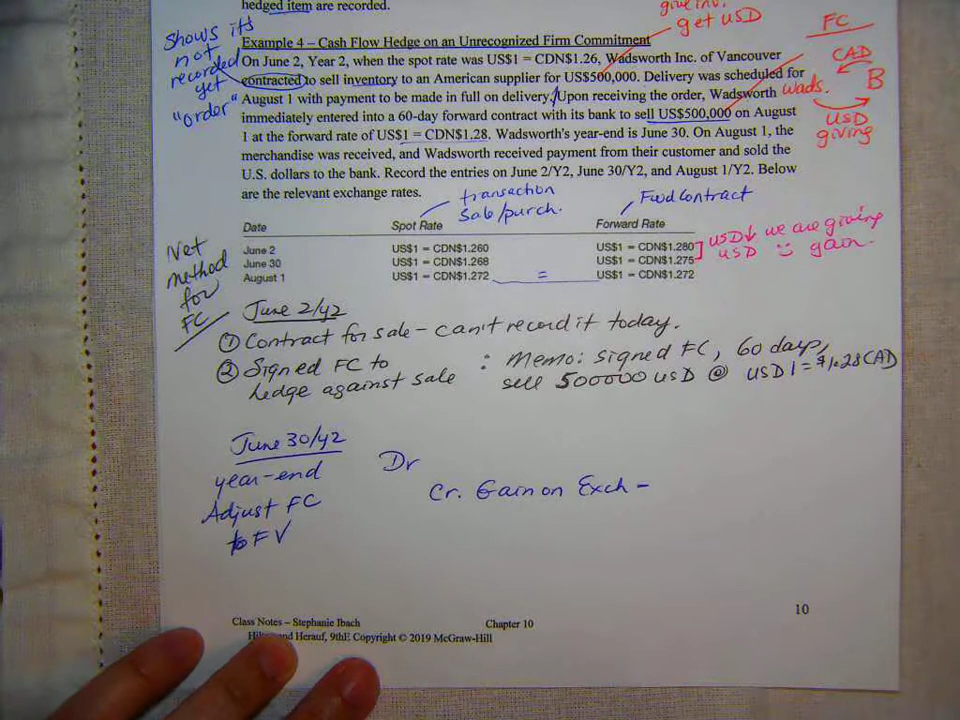 hedged item are recorded.
give inv.
get USD
FC
CAD
B
wads.
USD
giving
Shows its
not
recorded
yet
"order"
Example 4 – Cash Flow Hedge on an Unrecognized Firm Commitment
On June 2, Year 2, when the spot rate was US$1 = CDN$1.26, Wadsworth Inc. of Vancouver
contracted to sell inventory to an American supplier for US$500,000. Delivery was scheduled for
August 1 with payment to be made in full on delivery. Upon receiving the order, Wadsworth
immediately entered into a 60-day forward contract with its bank to sell US$500,000 on August
1 at the forward rate of US$1 = CDN$1.28. Wadsworth's year-end is June 30. On August 1, the
merchandise was received, and Wadsworth received payment from their customer and sold the
U.S. dollars to the bank. Record the entries on June 2/Y2, June 30/Y2, and August 1/Y2. Below
are the relevant exchange rates.
transaction
Sale/purch.
Fwd contract
Date Spot Rate Forward Rate
June 2 US$1 = CDN$1.260 US$1 = CDN$1.280
June 30 US$1 = CDN$1.268 US$1 = CDN$1.275
August 1 US$1 = CDN$1.272 = US$1 = CDN$1.272
USD↓ we are giving
USD gain.
Net
method
for
FC
June 2/Y2
① Contract for sale – can't record it today.
② Signed FC to : Memo: signed FC, 60 days,
hedge against sale sell 500000 USD @ USD 1 = $1.28 CAD
June 30/Y2
year-end
Adjust FC
to FV
Dr
Cr. Gain on Exch –
10
Class Notes – Stephanie Ibach Chapter 10
and Herauf, 9thE Copyright © 2019 McGraw-Hill